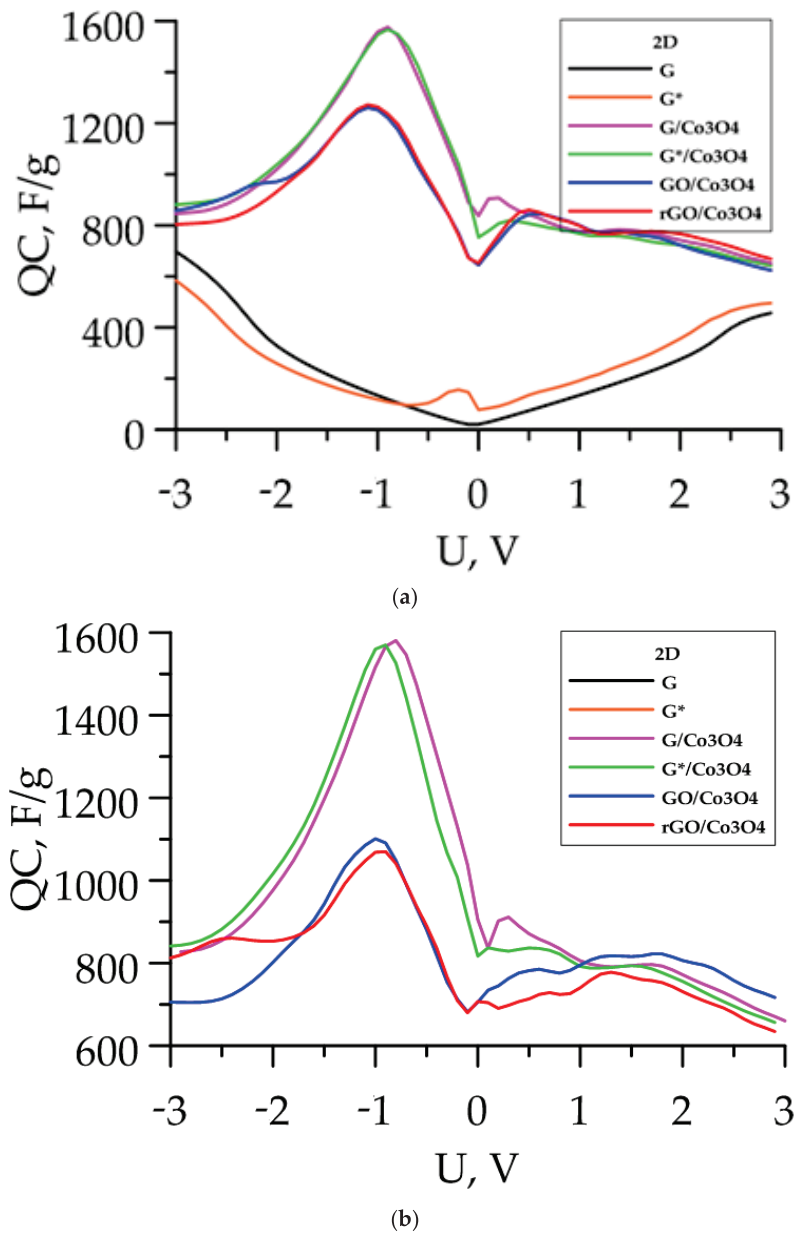 1600
1200
800
400
0
QC, F/g
2D
G
G*
G/Co3O4
G*/Co3O4
GO/Co3O4
rGO/Co3O4
-3 -2 -1 0 1 2 3
U, V
(a)
1600
1400
1200
1000
800
600
QC, F/g
2D
G
G*
G/Co3O4
G*/Co3O4
GO/Co3O4
rGO/Co3O4
-3 -2 -1 0 1 2 3
U, V
(b)